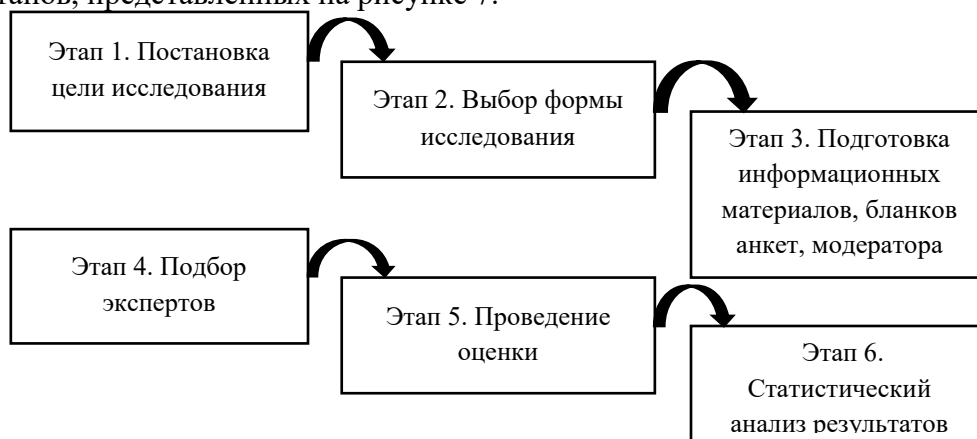 представленных на рисунке 7.
Этап 1. Постановка
цели исследования
Этап 2. Выбор формы
исследования
Этап 3. Подготовка
информационных
материалов, бланков
анкет, модератора
Этап 4. Подбор
экспертов
Этап 5. Проведение
оценки
Этап 6.
Статистический
анализ результатов